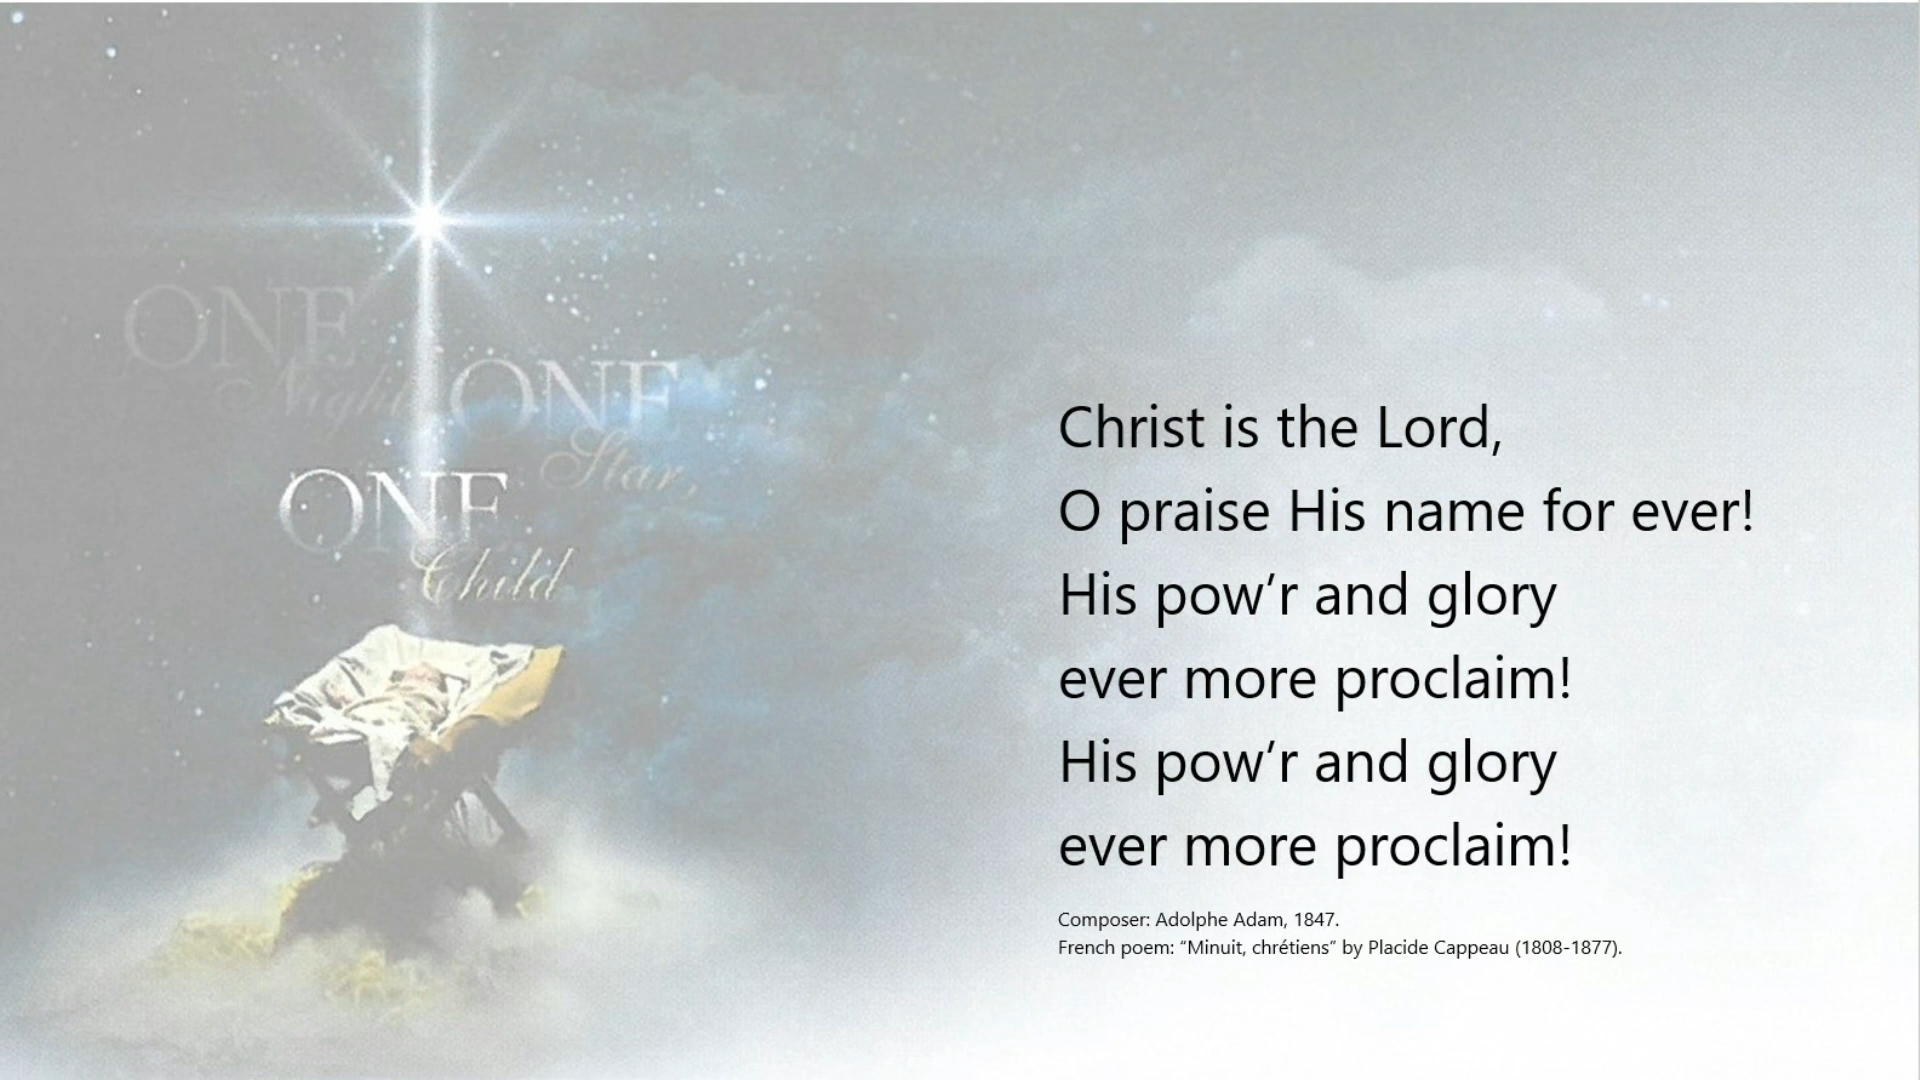 ONE
Night
ONE
Star,
ONE
Child
Christ is the Lord,
O praise His name for ever!
His pow’r and glory
ever more proclaim!
His pow’r and glory
ever more proclaim!
Composer: Adolphe Adam, 1847.
French poem: “Minuit, chrétiens” by Placide Cappeau (1808-1877).